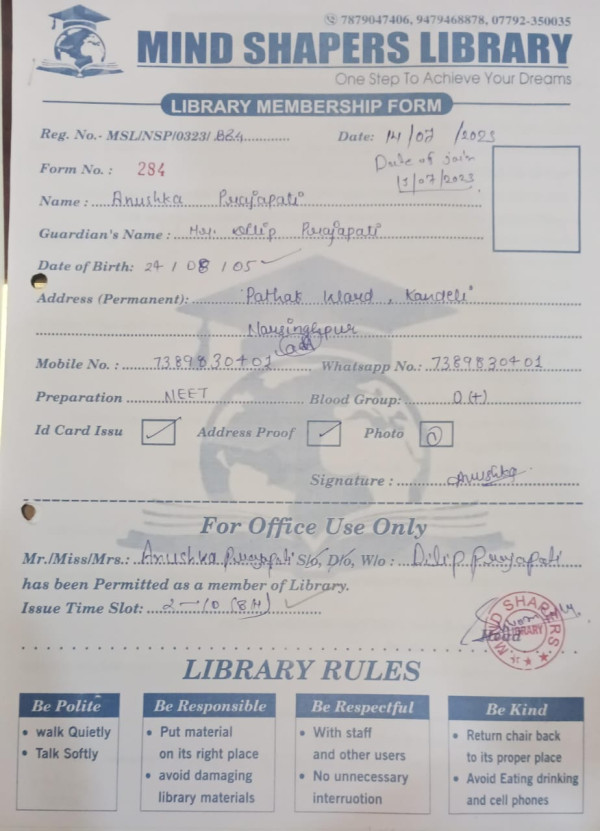 7879047406, 9479468878, 07792-350035
MIND SHAPERS LIBRARY
One Step To Achieve Your Dreams
LIBRARY MEMBERSHIP FORM
Reg. No.- MSL/NSP/0323/ 884 Date: 14/07/2023
Form No. : 284 Date of join
11/07/2023
Name : Anushka Prajapati
Guardian's Name : Mr. Dilip Prajapati
Date of Birth: 24/08/05
Address (Permanent): Pathak Ward, Kandeli
Narsinghpur
Mobile No. : 7389830401 Whatsapp No.: 7389830401
Preparation NEET Blood Group: O(+)
Id Card Issu Address Proof Photo
Signature : Anushka
For Office Use Only
Mr./Miss/Mrs.: Anushka Prajapati S/o, D/o, W/o : Dilip Prajapati
has been Permitted as a member of Library.
Issue Time Slot: 2-10 (8H)
MIND SHAPERS
LIBRARY
LIBRARY RULES
Be Polite
• walk Quietly
• Talk Softly
Be Responsible
• Put material
on its right place
• avoid damaging
library materials
Be Respectful
• With staff
and other users
• No unnecessary
interruotion
Be Kind
• Return chair back
to its proper place
• Avoid Eating drinking
and cell phones